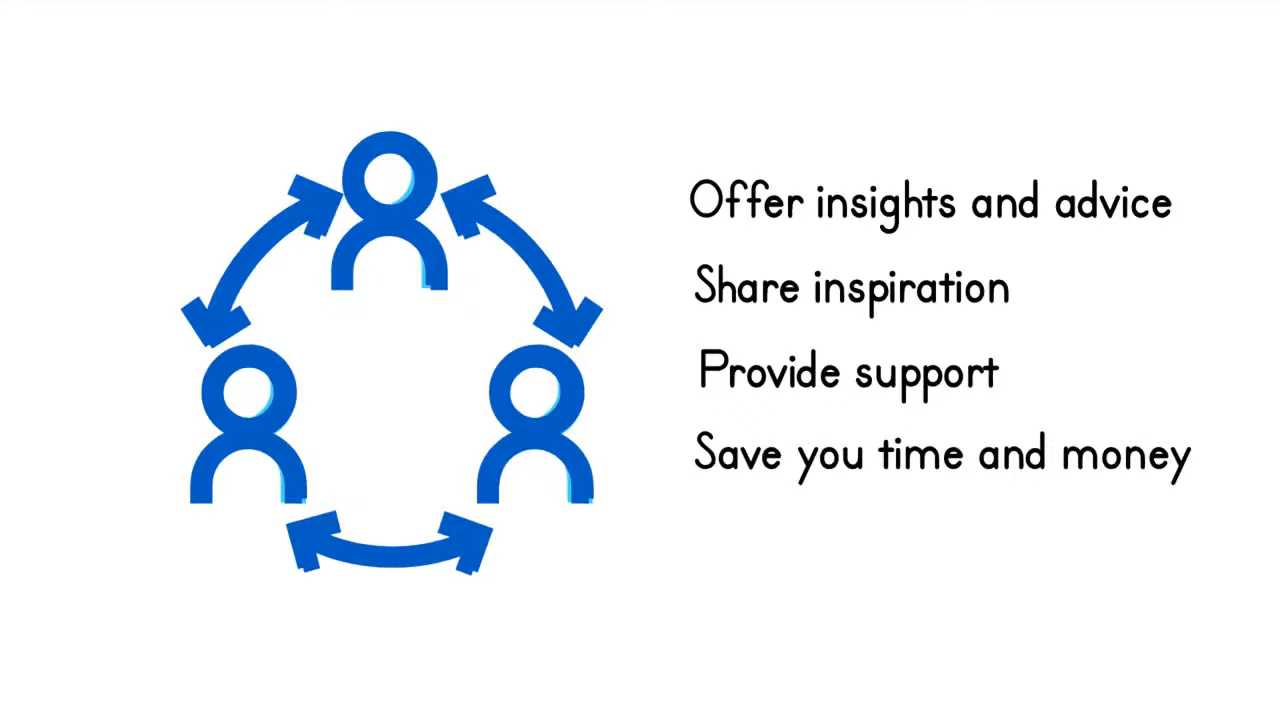 Offer insights and advice
Share inspiration
Provide support
Save you time and money